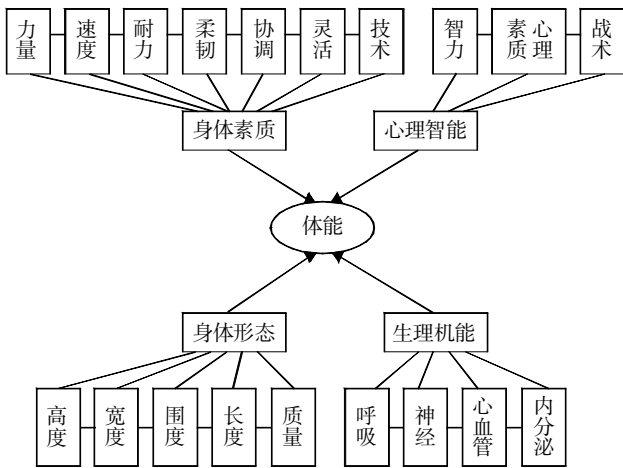 力量
速度
耐力
柔韧
协调
灵活
技术
智力
素心
质理
战术
身体素质
心理智能
体能
身体形态
生理机能
高度
宽度
围度
长度
质量
呼吸
神经
心血管
内分泌